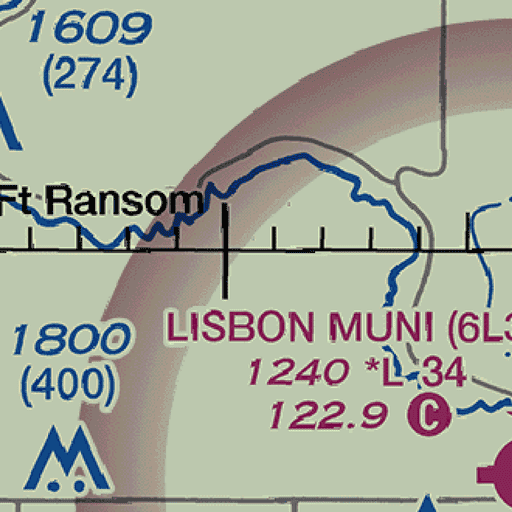 1609
(274)
Ft Ransom
LISBON MUNI (6L3
1800
(400)
1240 *L 34
122.9 C